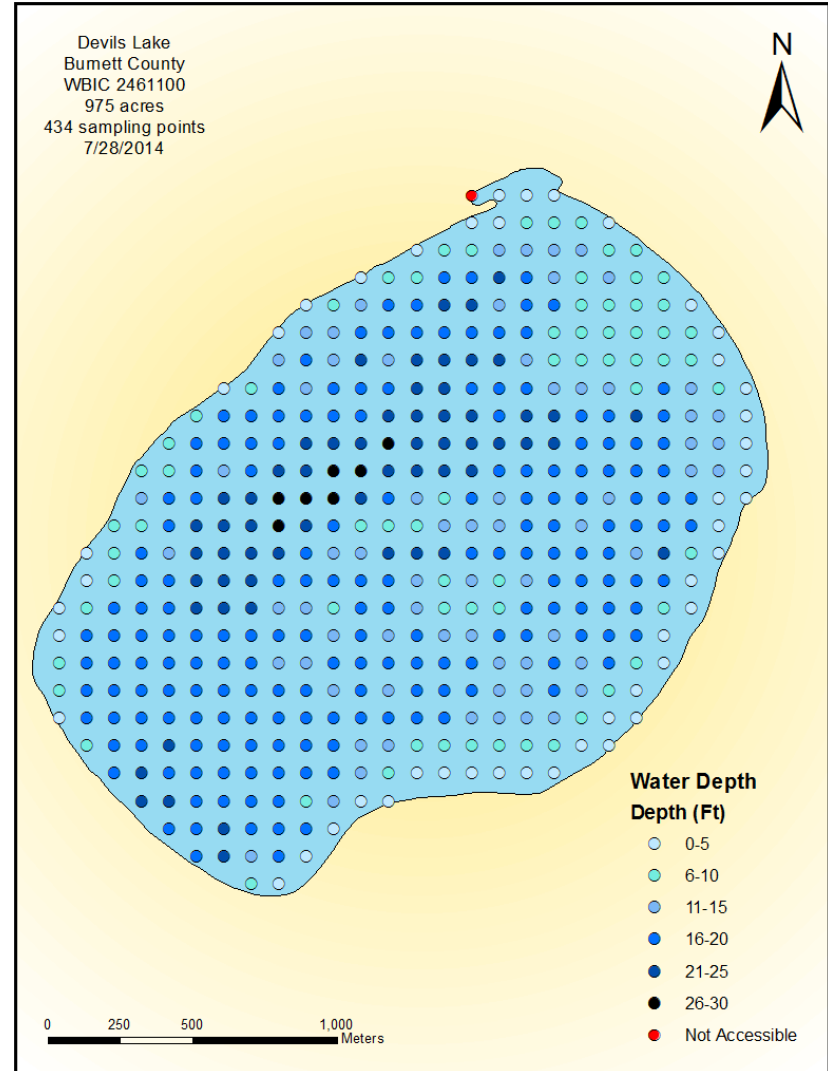 Devils Lake
Burnett County
WBIC 2461100
975 acres
434 sampling points
7/28/2014
N
Water Depth
Depth (Ft)
0-5
6-10
11-15
16-20
21-25
26-30
Not Accessible
0 250 500 1,000
Meters